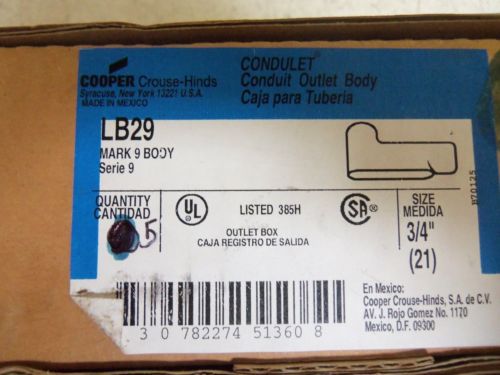 COOPER Crouse-Hinds
Syracuse, New York 13221 U.S.A.
MADE IN MEXICO
CONDULET®
Conduit Outlet Body
Caja para Tuberia
LB29
MARK 9 BODY
Serie 9
870125
QUANTITY
CANTIDAD
5
UL
LISTED 385H
SA
OUTLET BOX
CAJA REGISTRO DE SALIDA
SIZE
MEDIDA
3/4"
(21)
3 0 782274 51360 8
En Mexico:
Cooper Crouse-Hinds, S.A. de C.V.
AV. J. Rojo Gomez No. 1170
Mexico, D.F. 09300